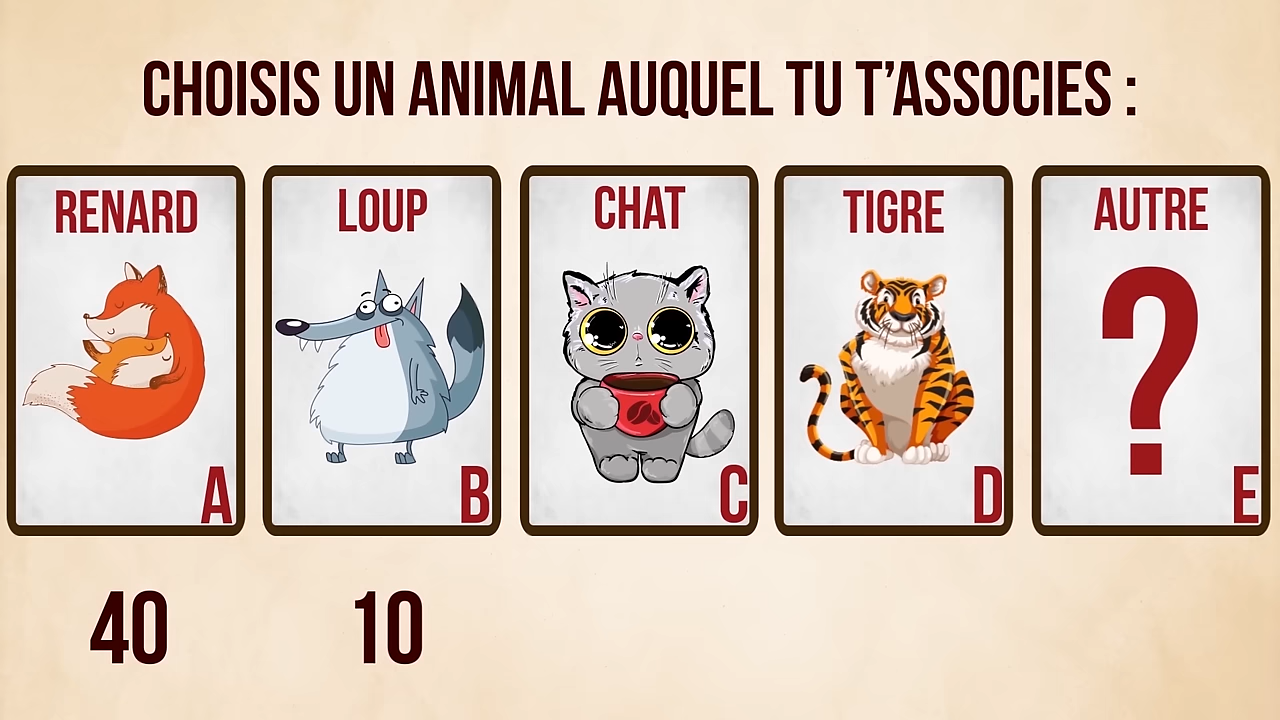 CHOISIS UN ANIMAL AUQUEL TU T’ASSOCIES :
RENARD
A
LOUP
B
CHAT
C
TIGRE
D
AUTRE
?
E
40
10